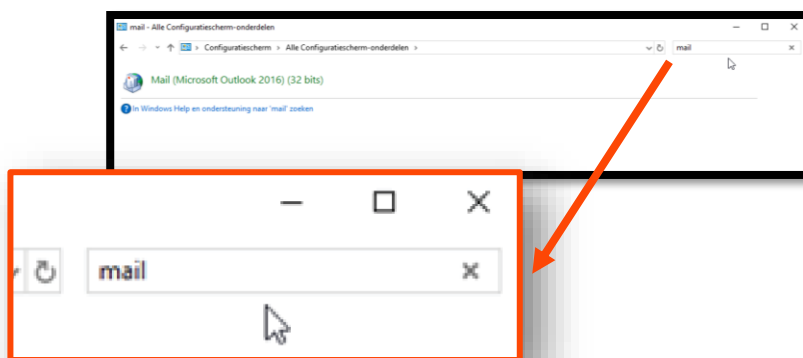 mail - Alle Configuratiescherm-onderdelen
Configuratiescherm > Alle Configuratiescherm-onderdelen >
mail
Mail (Microsoft Outlook 2016) (32 bits)
In Windows Help en ondersteuning naar 'mail' zoeken
mail